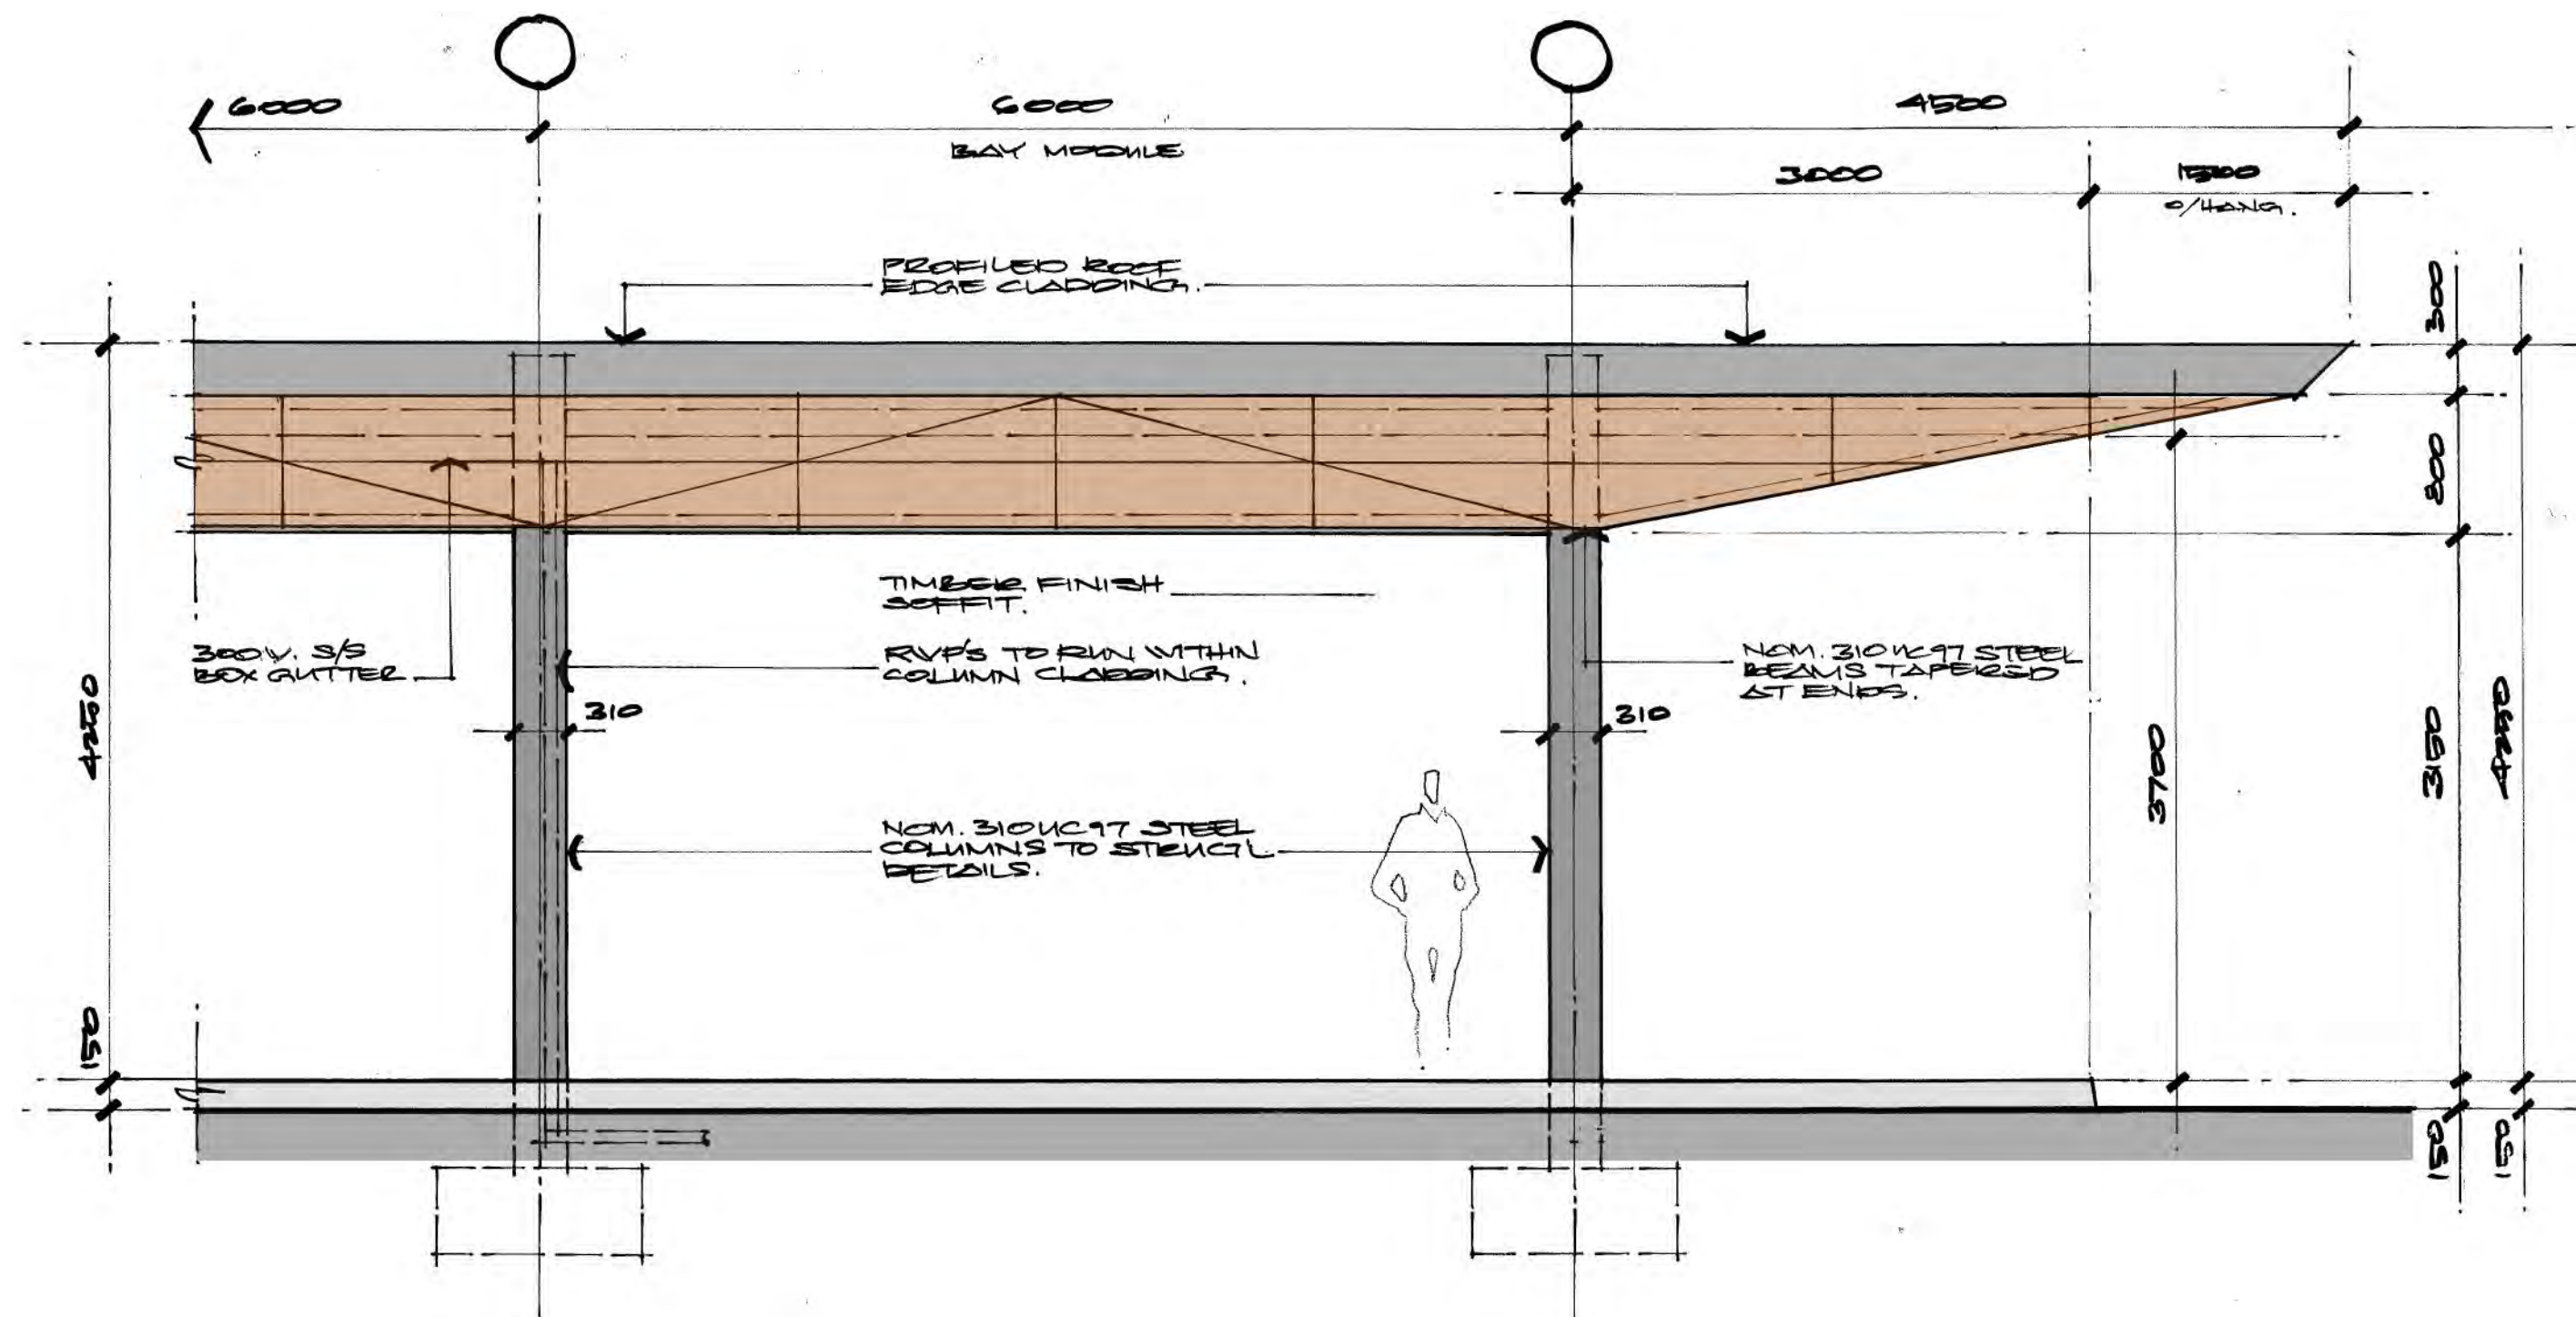 6000
6000
4500
BAY MODULE
3000
1500
O/HANG.
PROFILED ROOF
EDGE CLADDING.
300
800
TIMBER FINISH
SOFFIT.
300W. S/S
BOX GUTTER
RWP'S TO RUN WITHIN
COLUMN CLADDING.
NOM. 310UC97 STEEL
BEAMS TAPERED
AT ENDS.
310
310
4250
3700
3150
4250
NOM. 310UC97 STEEL
COLUMNS TO STRUCT'L
DETAILS.
150
150
150